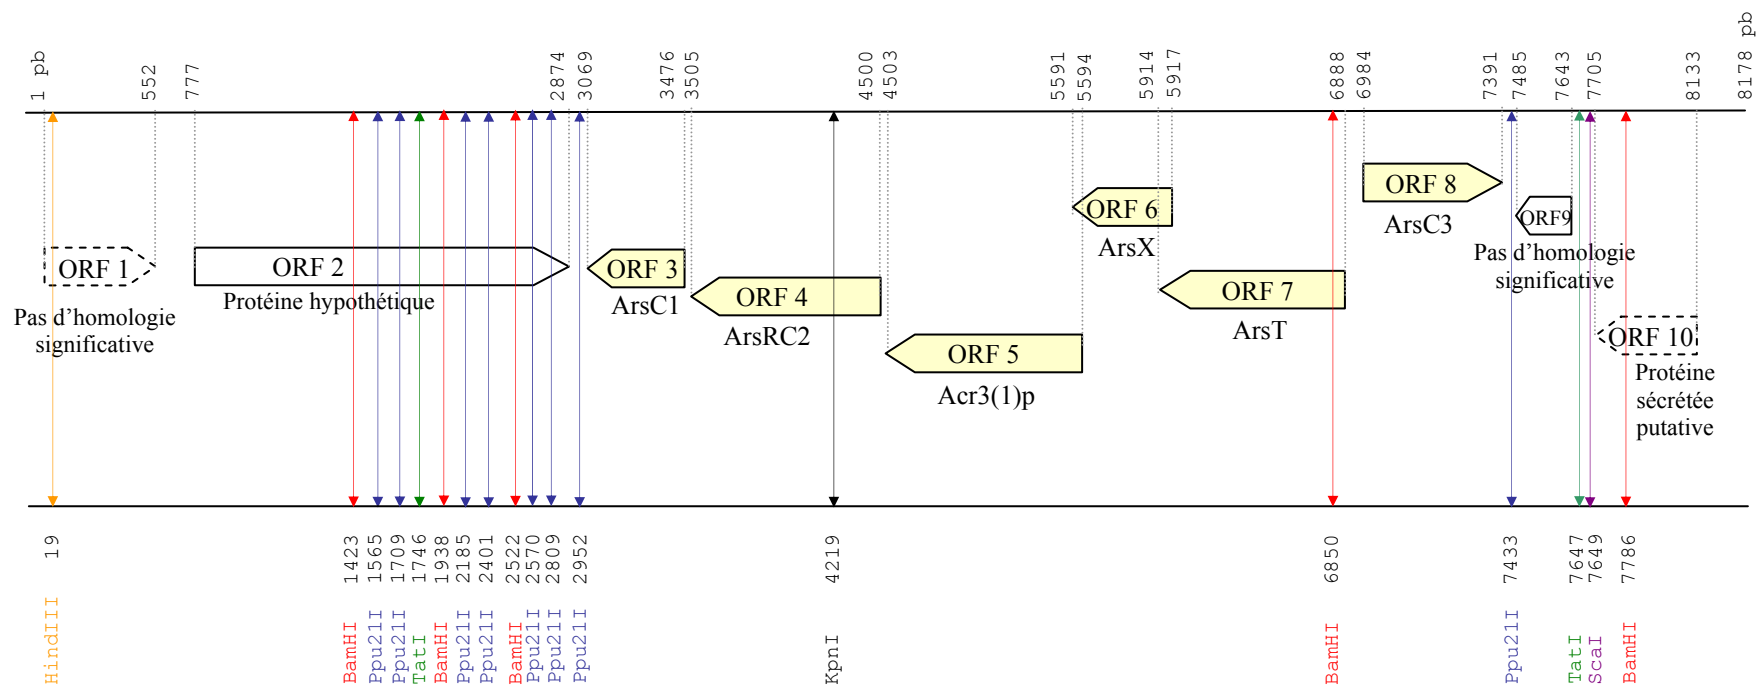 1 pb
552
777
2874
3069
3476
3505
4500
4503
5591
5594
5914
5917
6888
6984
7391
7485
7643
7705
8133
8178 pb
ORF 1
Pas d’homologie
significative
ORF 2
Protéine hypothétique
ORF 3
ArsC1
ORF 4
ArsRC2
ORF 5
Acr3(1)p
ORF 6
ArsX
ORF 7
ArsT
ORF 8
ArsC3
ORF9
Pas d’homologie
significative
ORF 10
Protéine
sécrétée
putative
HindIII 19
BamHI 1423
Ppu21I 1565
Ppu21I 1709
TatI 1746
BamHI 1938
Ppu21I 2185
Ppu21I 2401
BamHI 2522
Ppu21I 2570
Ppu21I 2809
Ppu21I 2952
KpnI 4219
BamHI 6850
Ppu21I 7433
TatI 7647
ScaI 7649
BamHI 7786